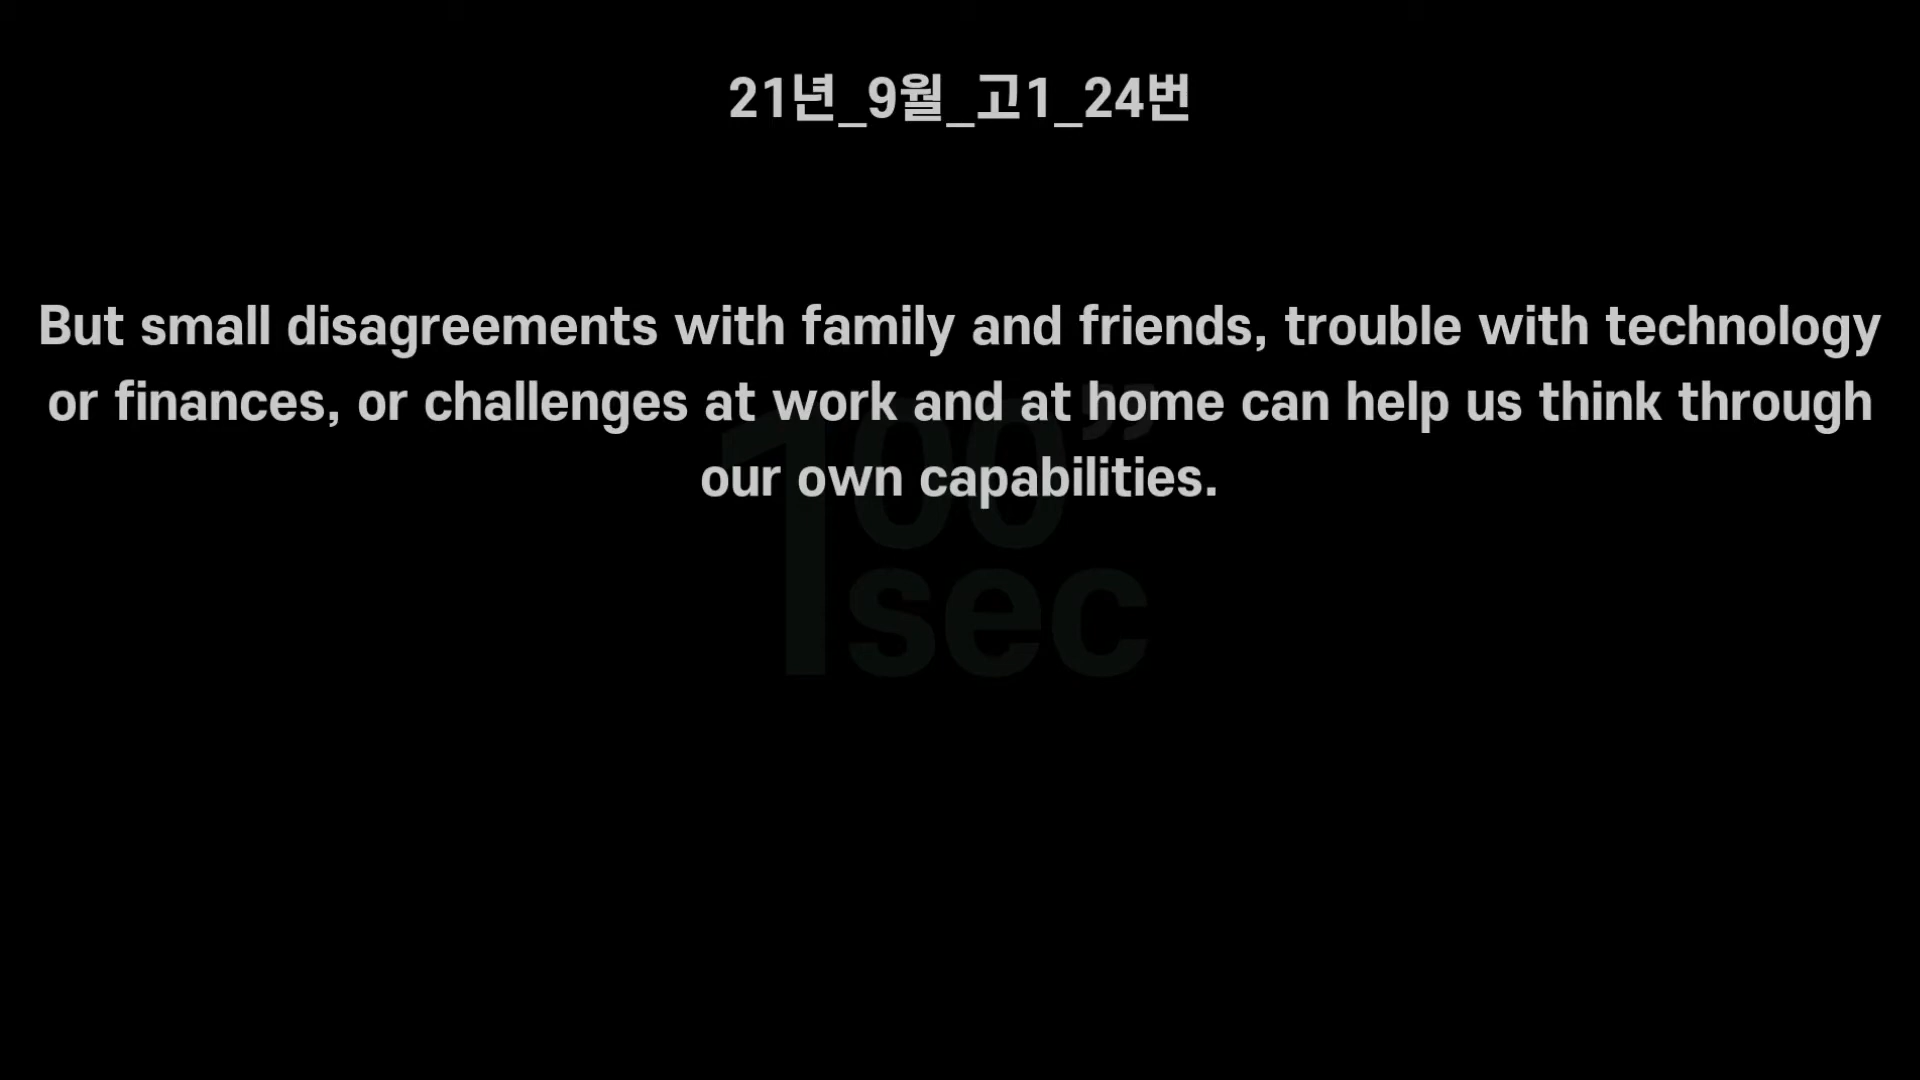 21년_9월_고1_24번
But small disagreements with family and friends, trouble with technology
or finances, or challenges at work and at home can help us think through
our own capabilities.
100"
sec